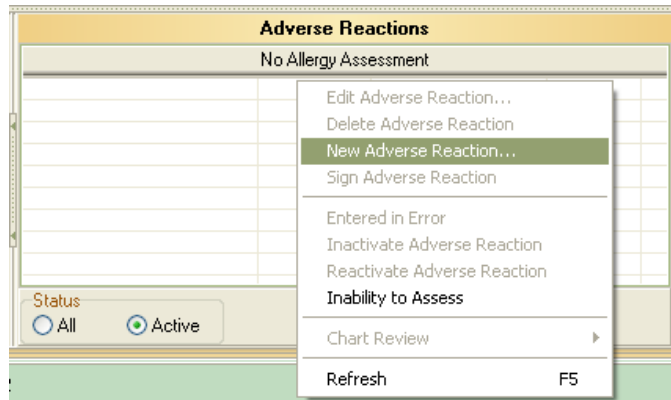 Adverse Reactions
No Allergy Assessment
Edit Adverse Reaction...
Delete Adverse Reaction
New Adverse Reaction...
Sign Adverse Reaction
Entered in Error
Inactivate Adverse Reaction
Reactivate Adverse Reaction
Inability to Assess
Chart Review
Refresh F5
Status
All Active